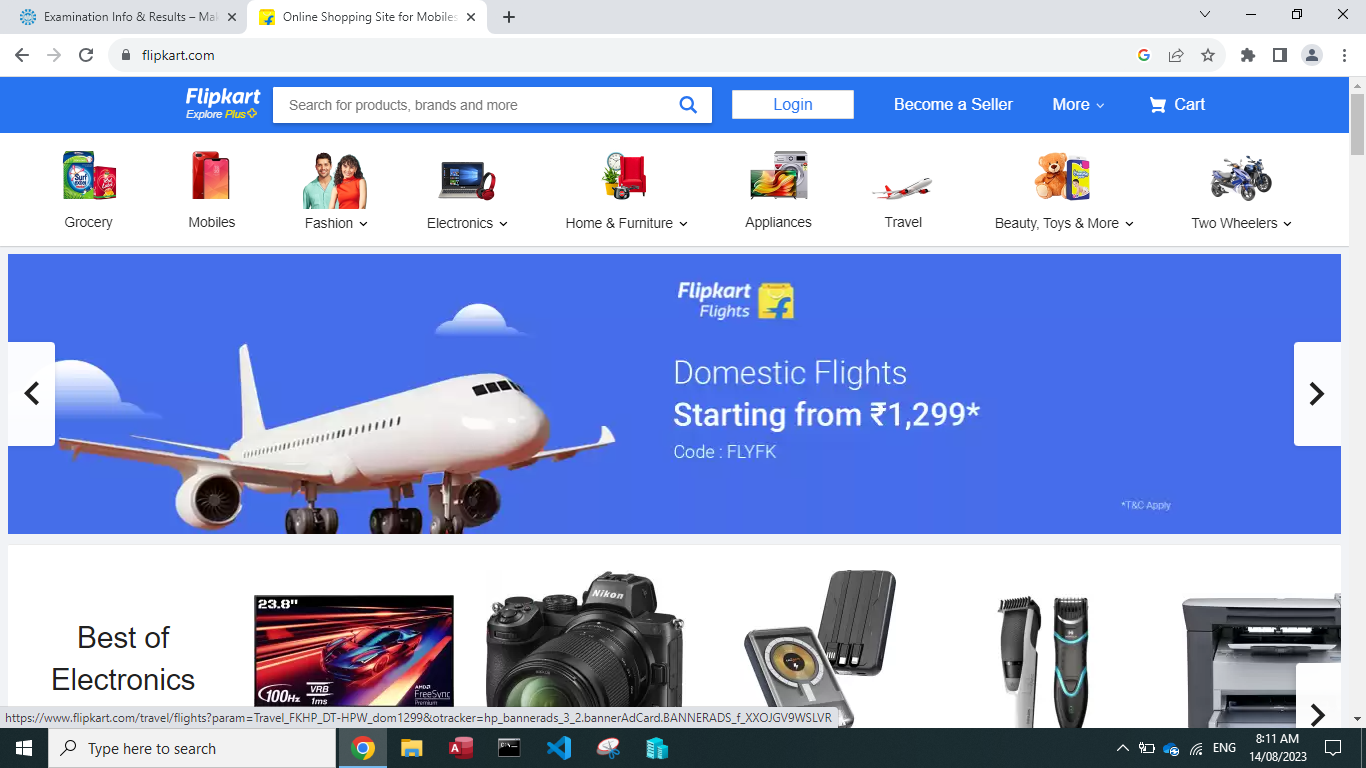 Examination Info & Results – Mak
Online Shopping Site for Mobiles
flipkart.com
Flipkart
Explore Plus
Search for products, brands and more
Login
Become a Seller
More
Cart
Grocery
Mobiles
Fashion
Electronics
Home & Furniture
Appliances
Travel
Beauty, Toys & More
Two Wheelers
Flipkart
Flights
Domestic Flights
Starting from ₹1,299*
Code : FLYFK
*T&C Apply
Best of
Electronics
23.8"
100Hz
VRB
1ms
AMD
FreeSync
Premium
Nikon
https://www.flipkart.com/travel/flights?param=Travel_FKHP_DT-HPW_dom1299&otracker=hp_bannerads_3_2.bannerAdCard.BANNERADS_f_XXOJGV9WSLVR
Type here to search
ENG
8:11 AM
14/08/2023